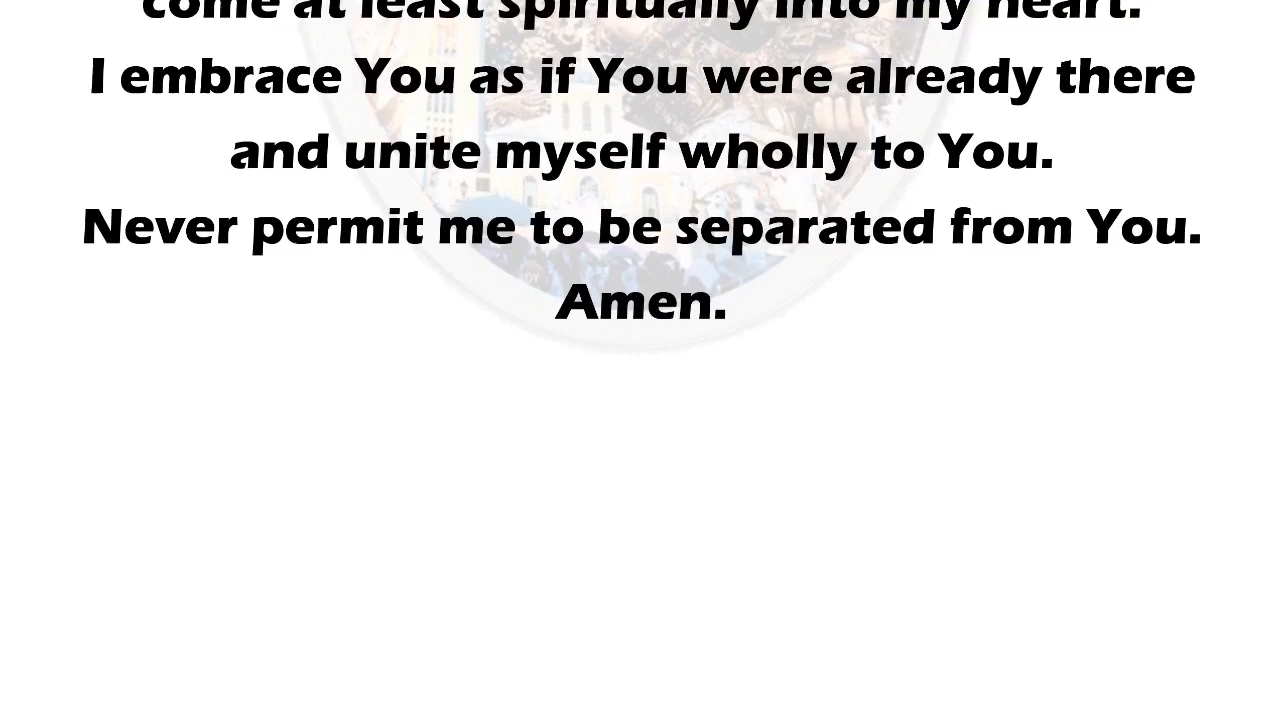 come at least spiritually into my heart.
I embrace You as if You were already there
and unite myself wholly to You.
Never permit me to be separated from You.
Amen.